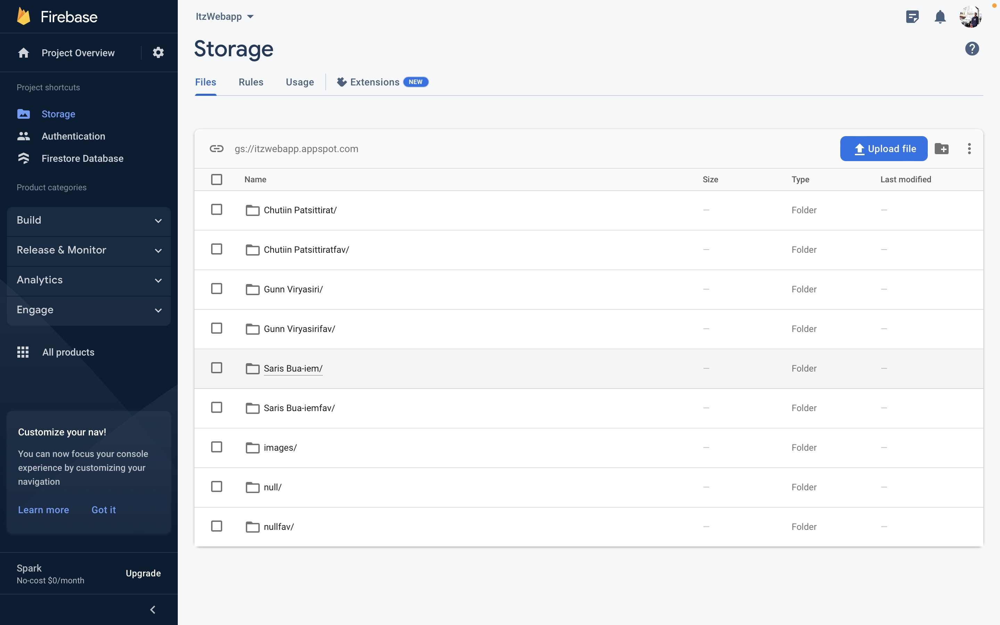 Firebase
Project Overview
Project shortcuts
Storage
Authentication
Firestore Database
Product categories
Build
Release & Monitor
Analytics
Engage
All products
Customize your nav!
You can now focus your console
experience by customizing your
navigation
Learn more Got it
Spark
No-cost $0/month
Upgrade
ItzWebapp
Storage
Files Rules Usage Extensions NEW
gs://itzwebapp.appspot.com Upload file
Name Size Type Last modified
Chutiin Patsittirat/ — Folder —
Chutiin Patsittiratfav/ — Folder —
Gunn Viryasiri/ — Folder —
Gunn Viryasirifav/ — Folder —
Saris Bua-iem/ — Folder —
Saris Bua-iemfav/ — Folder —
images/ — Folder —
null/ — Folder —
nullfav/ — Folder —